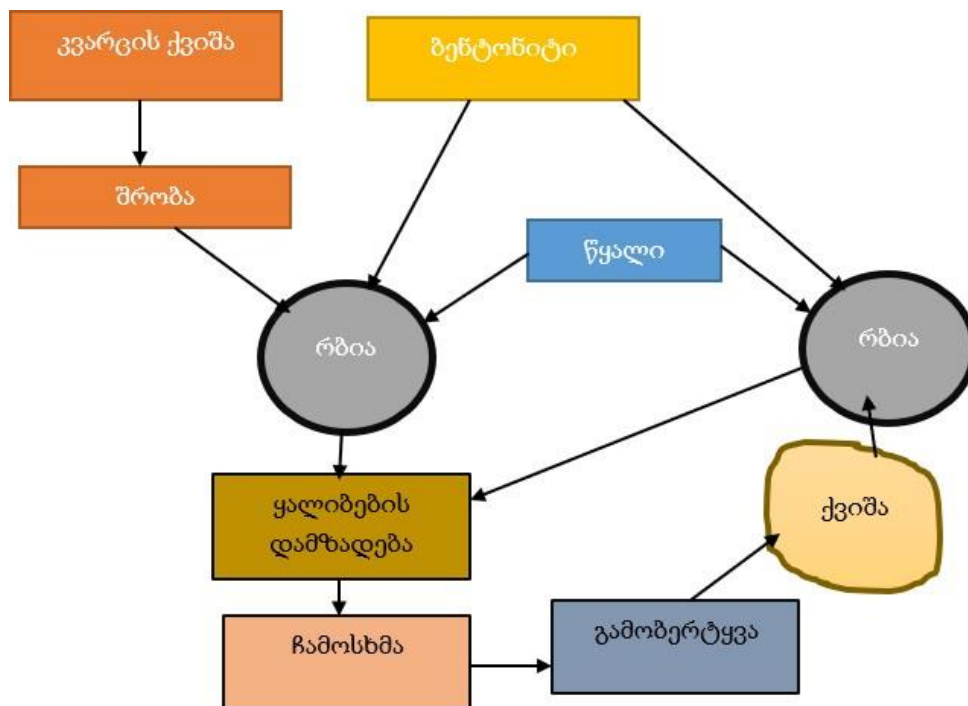 კვარცის ქვიშა
ბენტონიტი
შრობა
წყალი
რბია
რბია
ყალიბების
დამზადება
ქვიშა
ჩამოსხმა
გამობერტყვა